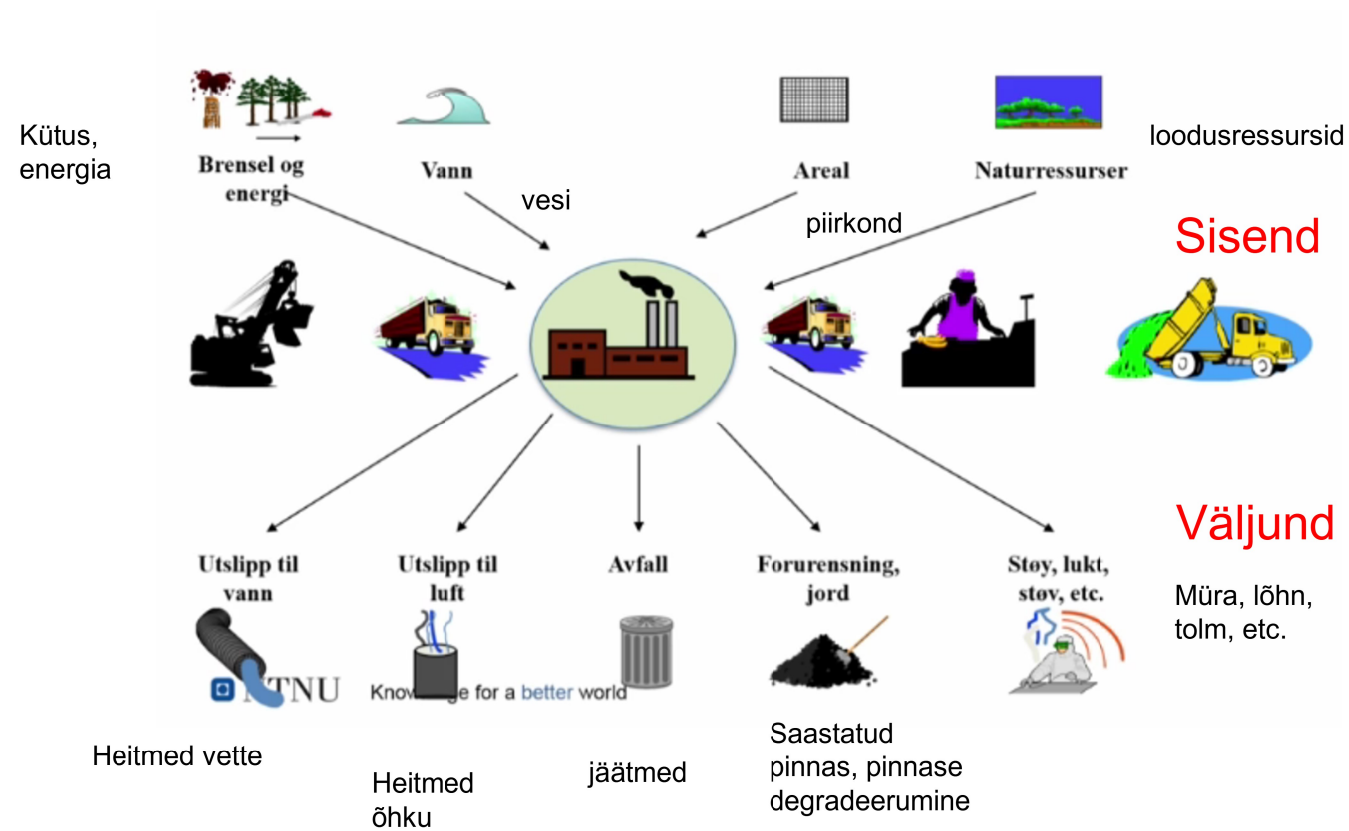 Kütus,
energia
Brensel og
energi
Vann
vesi
Areal
piirkond
Naturressurser
loodusressursid
Sisend
Väljund
Utslipp til
vann
Utslipp til
luft
Avfall
Forurensning,
jord
Støy, lukt,
støv, etc.
Müra, lõhn,
tolm, etc.
NTNU
Knowledge for a better world
Heitmed vette
Heitmed
õhku
jäätmed
Saastatud
pinnas, pinnase
degradeerumine